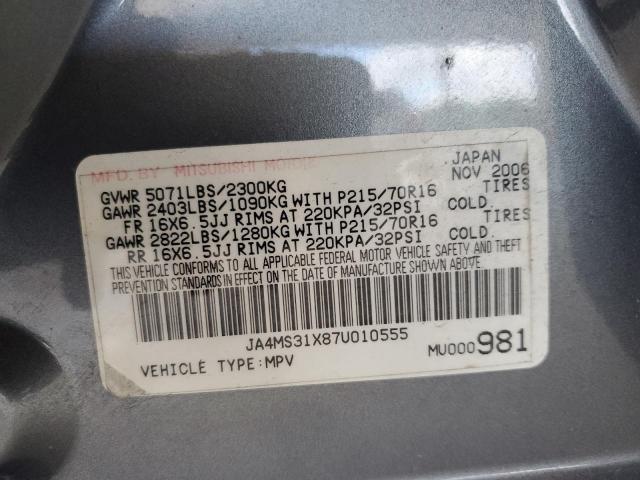 MFD. BY MITSUBISHI MOTORS JAPAN
GVWR 5071LBS/2300KG NOV 2006
GAWR 2403LBS/1090KG WITH P215/70R16 TIRES
FR 16X6.5JJ RIMS AT 220KPA/32PSI COLD.
GAWR 2822LBS/1280KG WITH P215/70R16 TIRES
RR 16X6.5JJ RIMS AT 220KPA/32PSI COLD.
THIS VEHICLE CONFORMS TO ALL APPLICABLE FEDERAL MOTOR VEHICLE SAFETY AND THEFT
PREVENTION STANDARDS IN EFFECT ON THE DATE OF MANUFACTURE SHOWN ABOVE.
JA4MS31X87U010555
VEHICLE TYPE:MPV MU000981